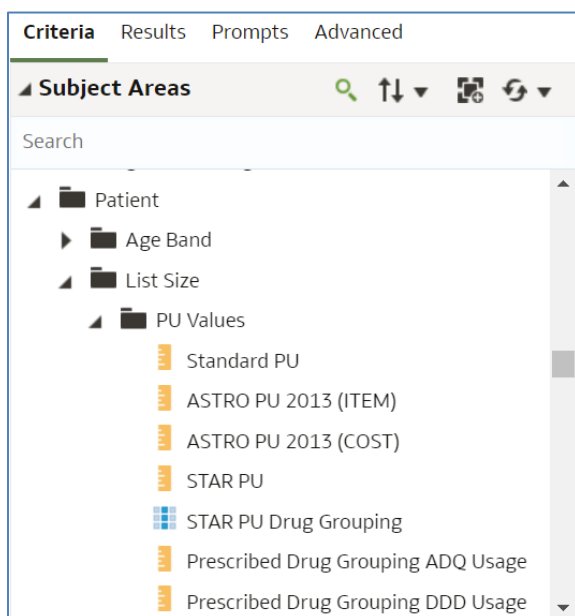 Criteria Results Prompts Advanced
Subject Areas
Search
Patient
Age Band
List Size
PU Values
Standard PU
ASTRO PU 2013 (ITEM)
ASTRO PU 2013 (COST)
STAR PU
STAR PU Drug Grouping
Prescribed Drug Grouping ADQ Usage
Prescribed Drug Grouping DDD Usage